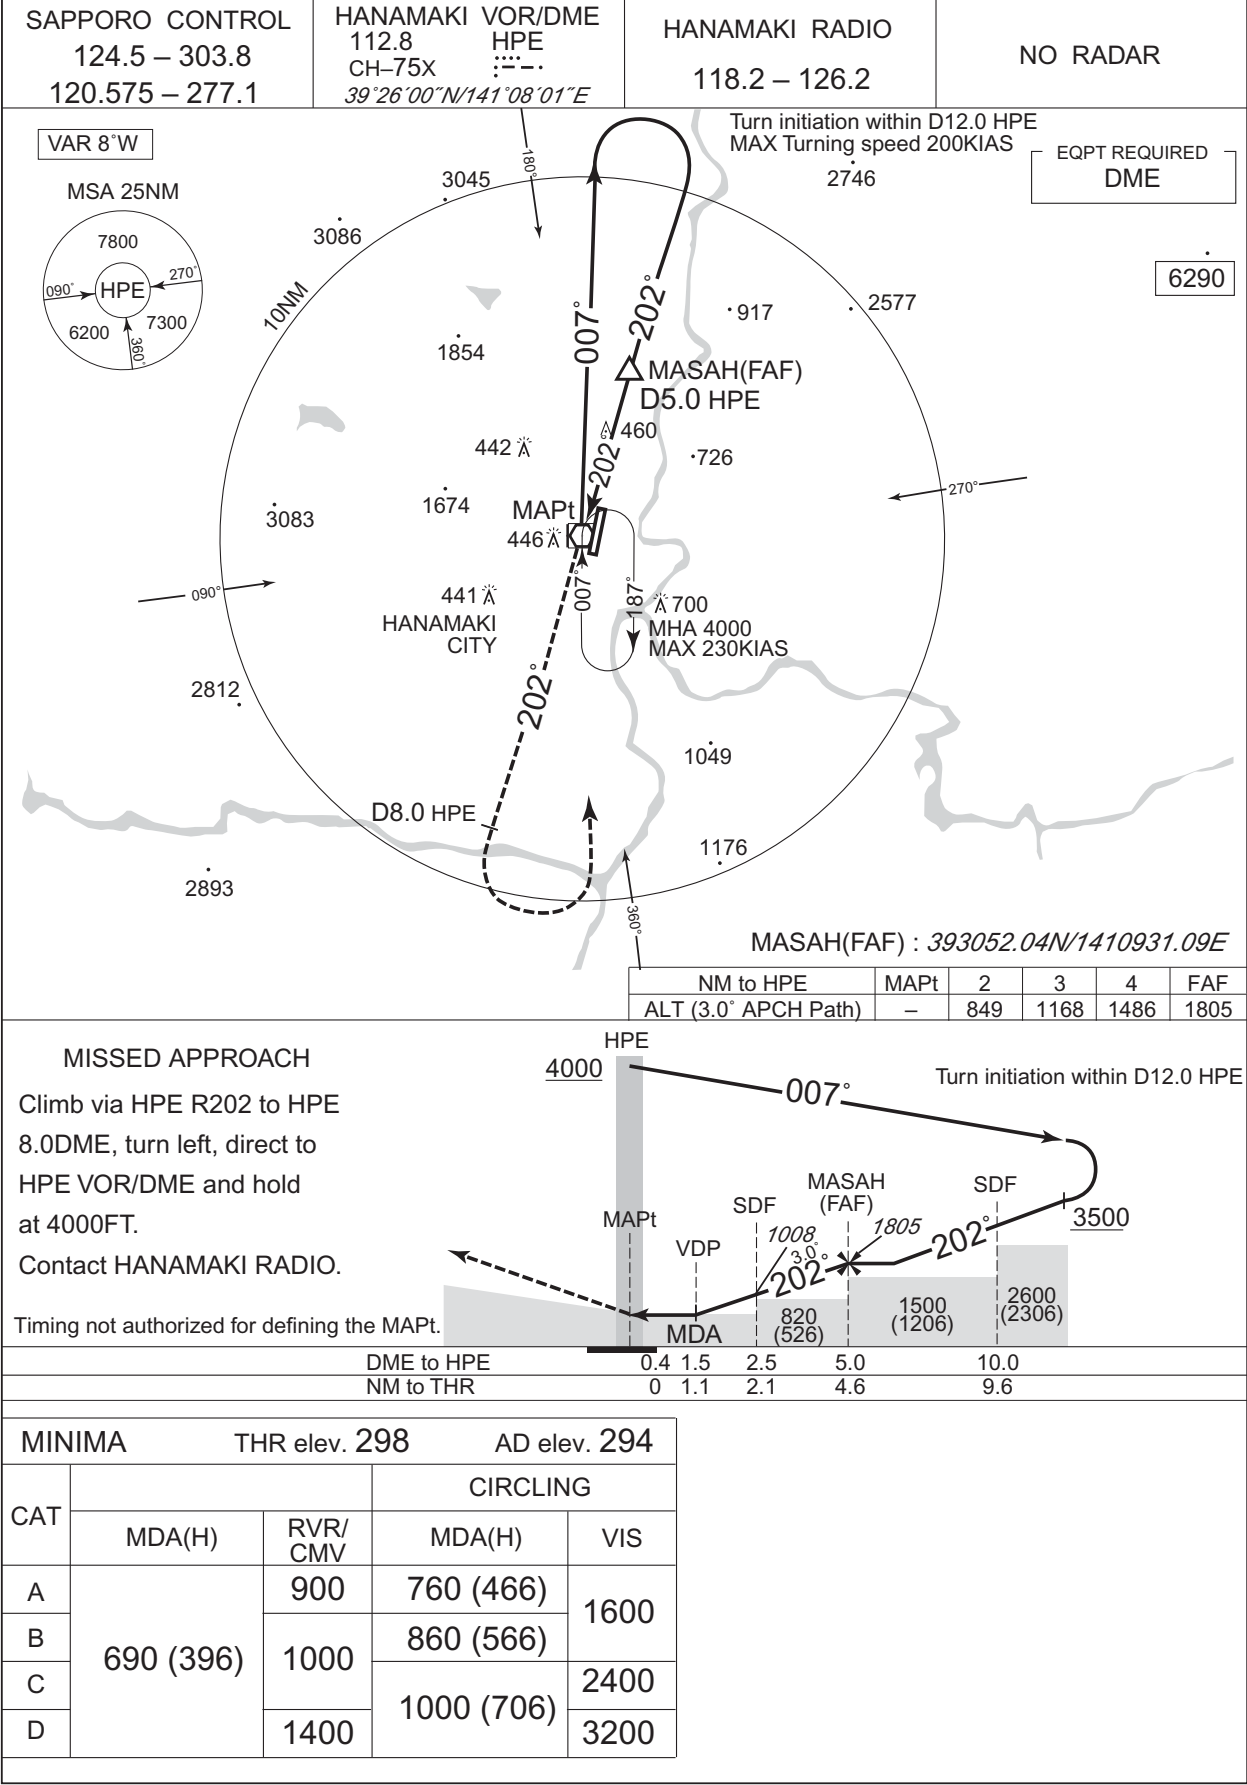 SAPPORO CONTROL
124.5 – 303.8
120.575 – 277.1
HANAMAKI VOR/DME
112.8 HPE
CH–75X
39°26′00″N/141°08′01″E
HANAMAKI RADIO
118.2 – 126.2
NO RADAR
VAR 8°W
MSA 25NM
7800
090°
HPE
270°
6200
7300
360°
Turn initiation within D12.0 HPE
MAX Turning speed 200KIAS
2746
EQPT REQUIRED
DME
6290
180°
3045
3086
10NM
007°
202°
917
2577
1854
MASAH(FAF)
D5.0 HPE
460
442
202°
726
1674
MAPt
3083
446
270°
090°
441
HANAMAKI
CITY
007°
187°
700
MHA 4000
MAX 230KIAS
2812
202°
1049
D8.0 HPE
1176
2893
360°
MASAH(FAF) : 393052.04N/1410931.09E
NM to HPE MAPt 2 3 4 FAF
ALT (3.0° APCH Path) – 849 1168 1486 1805
MISSED APPROACH
Climb via HPE R202 to HPE
8.0DME, turn left, direct to
HPE VOR/DME and hold
at 4000FT.
Contact HANAMAKI RADIO.
Timing not authorized for defining the MAPt.
HPE
4000
007°
Turn initiation within D12.0 HPE
MASAH
(FAF)
SDF
SDF
MAPt
1008
1805
3500
VDP
3.0°
202°
202°
MDA
820
(526)
1500
(1206)
2600
(2306)
DME to HPE 0.4 1.5 2.5 5.0 10.0
NM to THR 0 1.1 2.1 4.6 9.6
MINIMA THR elev. 298 AD elev. 294
CAT
CIRCLING
MDA(H)
RVR/
CMV
MDA(H)
VIS
A 900 760 (466)
1600
B 860 (566)
690 (396) 1000
C 2400
1000 (706)
D 1400 3200